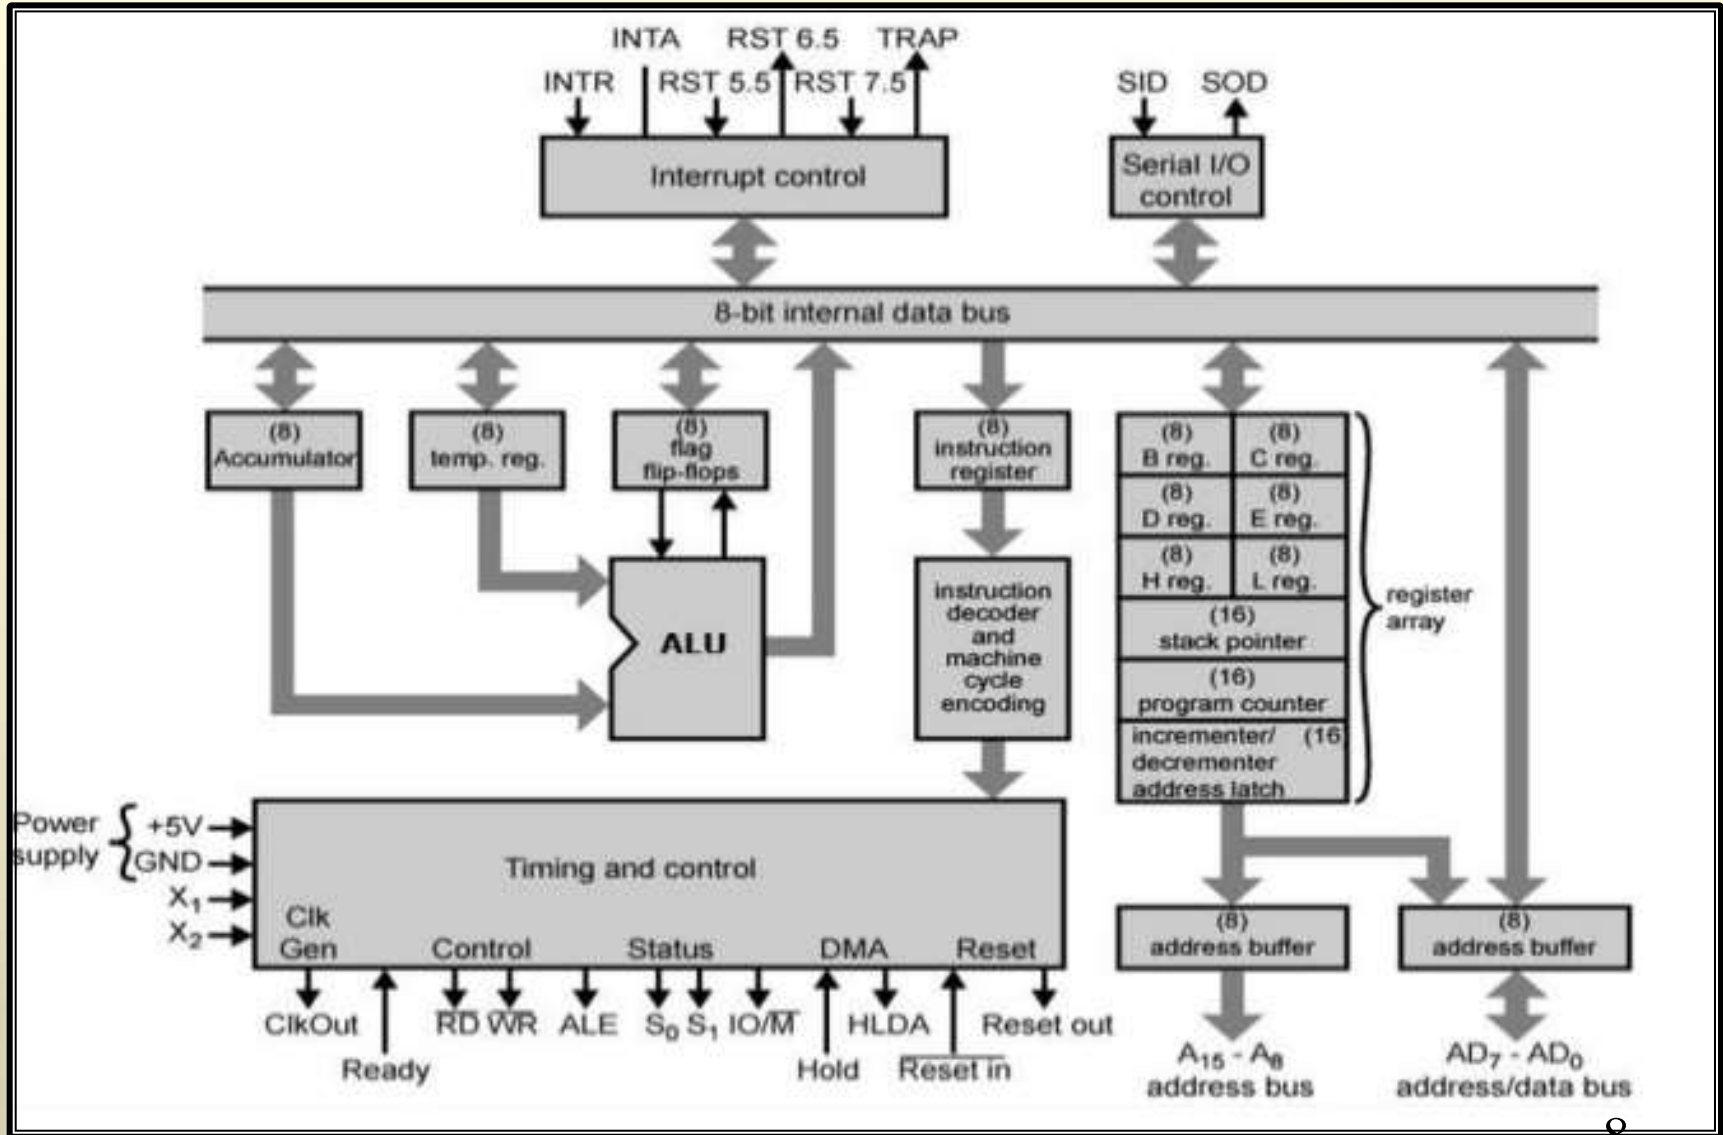 INTA RST 6.5 TRAP
INTR RST 5.5 RST 7.5
SID SOD
Interrupt control
Serial I/O
control
8-bit internal data bus
(8)
Accumulator
(8)
temp. reg.
(8)
flag
flip-flops
(8)
instruction
register
(8)
B reg.
(8)
C reg.
(8)
D reg.
(8)
E reg.
(8)
H reg.
(8)
L reg.
(16)
stack pointer
(16)
program counter
incrementer/ (16
decrementer
address latch
register
array
ALU
instruction
decoder
and
machine
cycle
encoding
Power
supply
+5V
GND
X₁
X₂
Timing and control
Clk
Gen
Control
Status
DMA
Reset
ClkOut
Ready
R̅D̅ W̅R̅
ALE
S₀ S₁ IO/M̅
Hold
HLDA
R̅e̅s̅e̅t̅ i̅n̅
Reset out
(8)
address buffer
(8)
address buffer
A₁₅ - A₈
address bus
AD₇ - AD₀
address/data bus
8